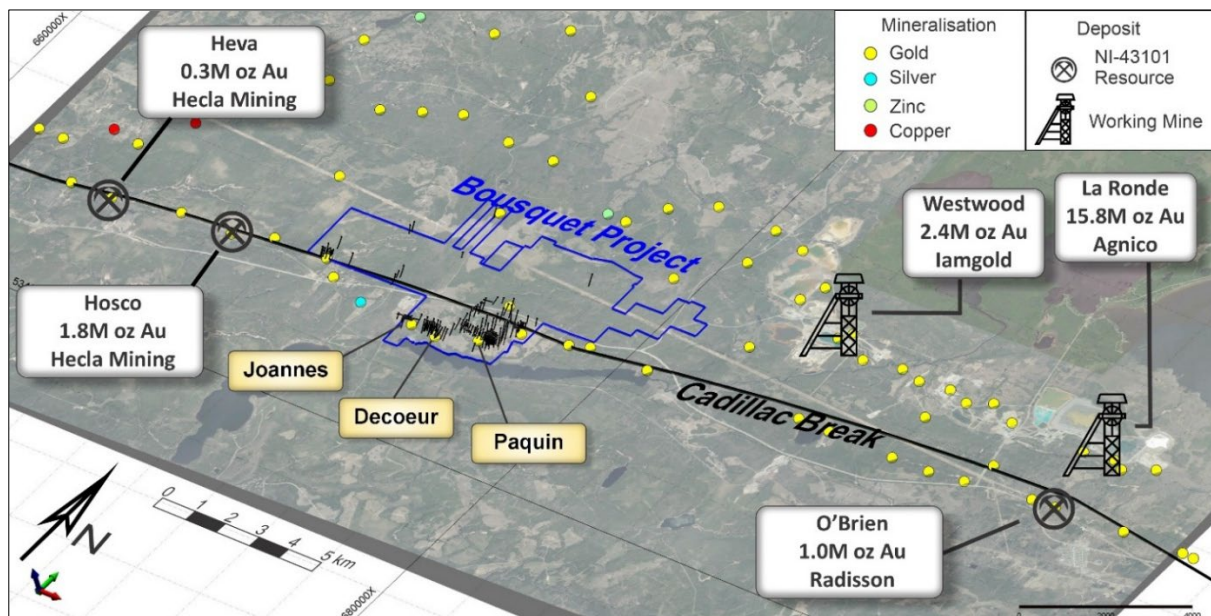 660000X
Heva
0.3M oz Au
Hecla Mining
Mineralisation
Gold
Silver
Zinc
Copper
Deposit
NI-43101
Resource
Working Mine
Bousquet Project
Westwood
2.4M oz Au
Iamgold
La Ronde
15.8M oz Au
Agnico
Hosco
1.8M oz Au
Hecla Mining
Joannes
Decoeur
Paquin
Cadillac Break
O'Brien
1.0M oz Au
Radisson
N
0 1 2 3 4 5 km
680000X